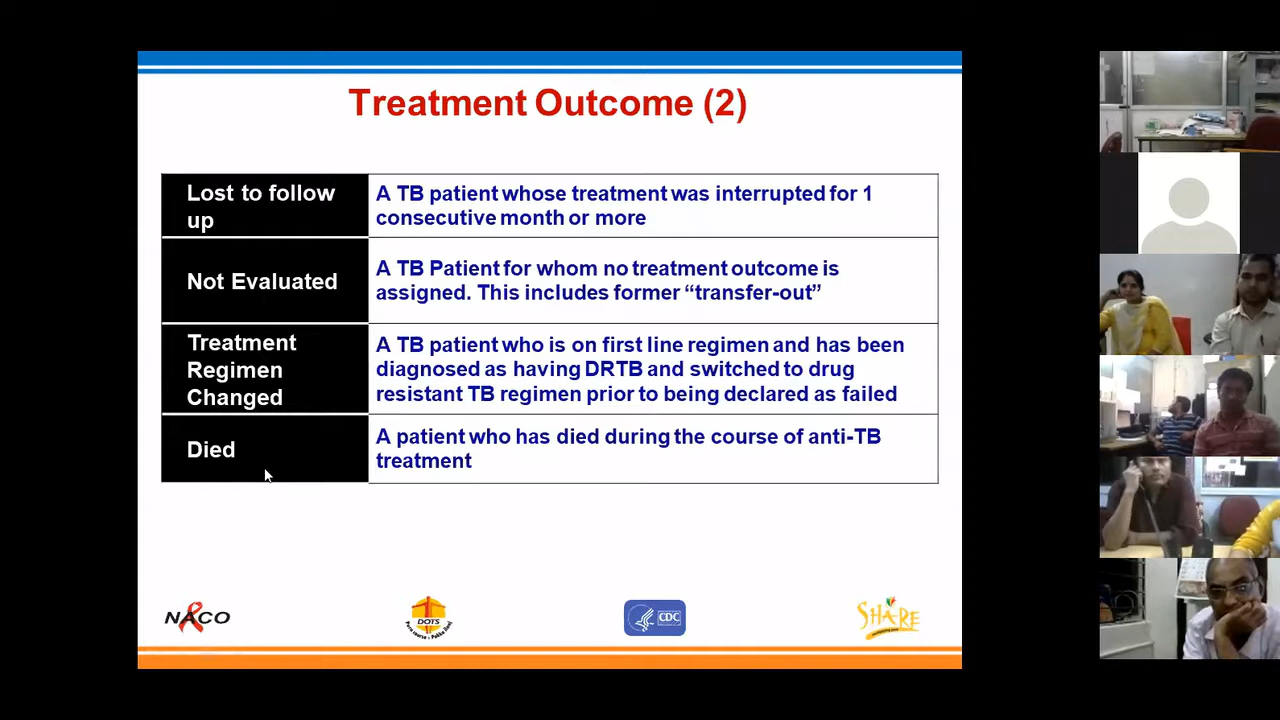 Treatment Outcome (2)
Lost to follow
up
A TB patient whose treatment was interrupted for 1
consecutive month or more
Not Evaluated
A TB Patient for whom no treatment outcome is
assigned. This includes former “transfer-out”
Treatment
Regimen
Changed
A TB patient who is on first line regimen and has been
diagnosed as having DRTB and switched to drug
resistant TB regimen prior to being declared as failed
Died
A patient who has died during the course of anti-TB
treatment
NACO
DOTS
CDC
SHARE